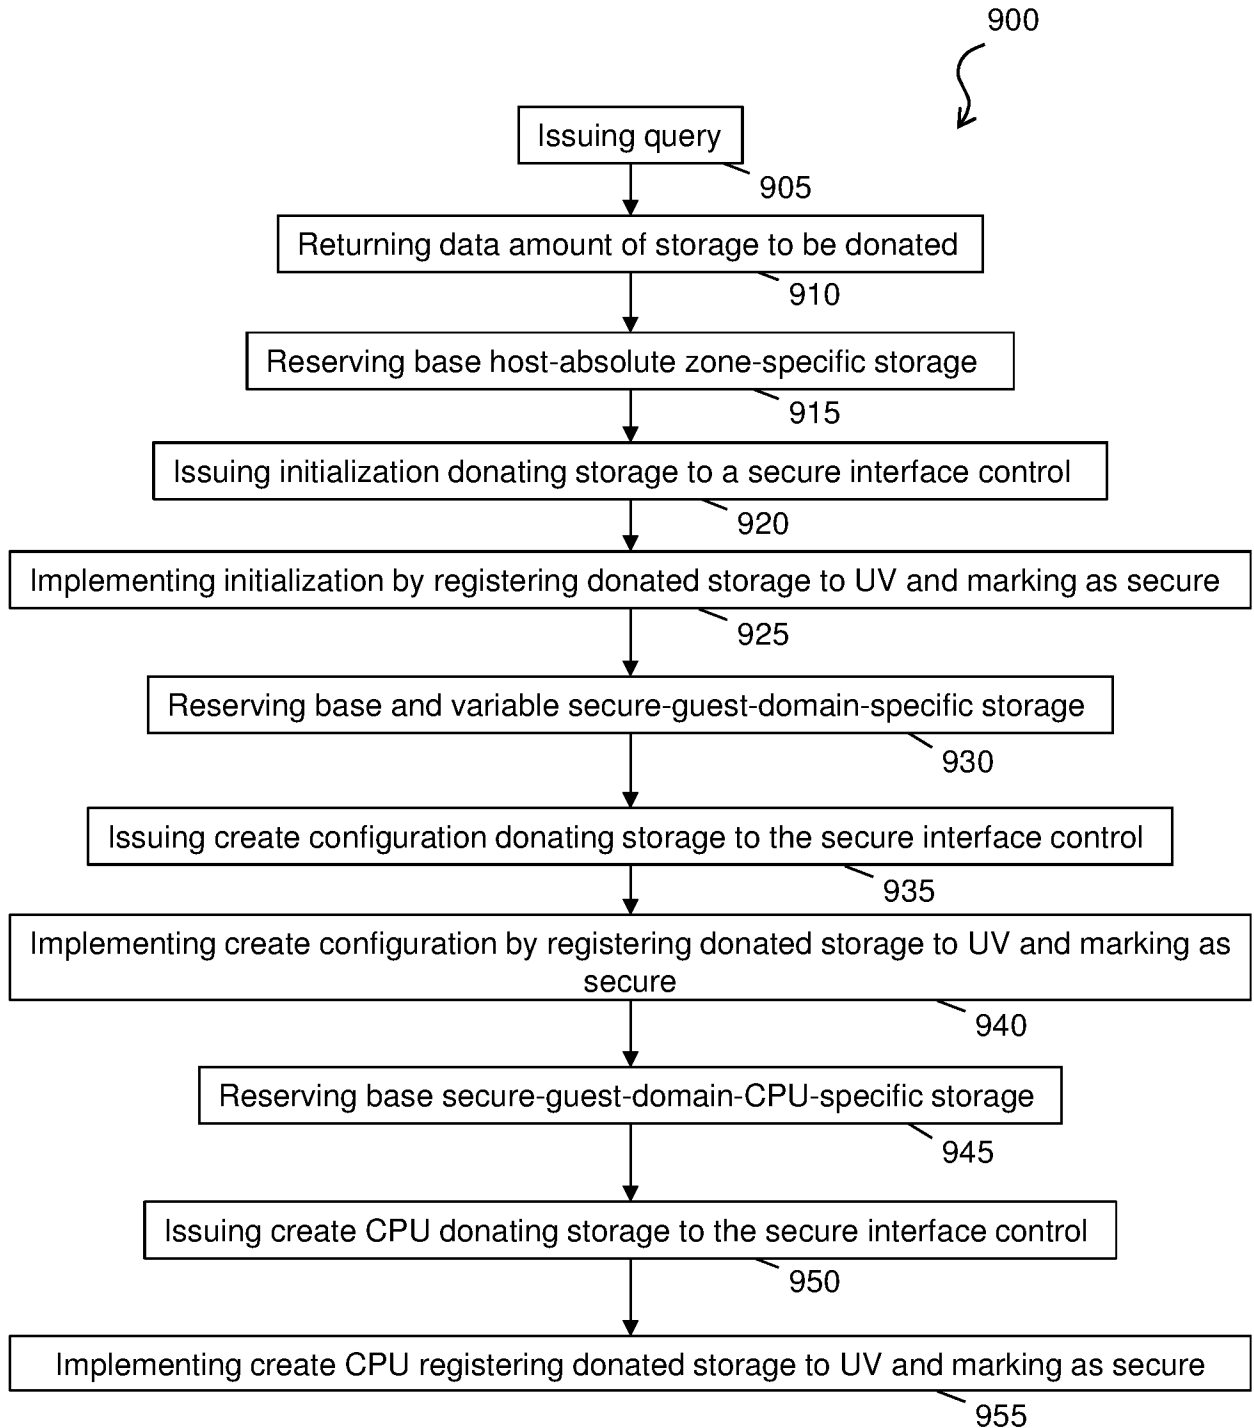 900
Issuing query
905
Returning data amount of storage to be donated
910
Reserving base host-absolute zone-specific storage
915
Issuing initialization donating storage to a secure interface control
920
Implementing initialization by registering donated storage to UV and marking as secure
925
Reserving base and variable secure-guest-domain-specific storage
930
Issuing create configuration donating storage to the secure interface control
935
Implementing create configuration by registering donated storage to UV and marking as
secure
940
Reserving base secure-guest-domain-CPU-specific storage
945
Issuing create CPU donating storage to the secure interface control
950
Implementing create CPU registering donated storage to UV and marking as secure
955